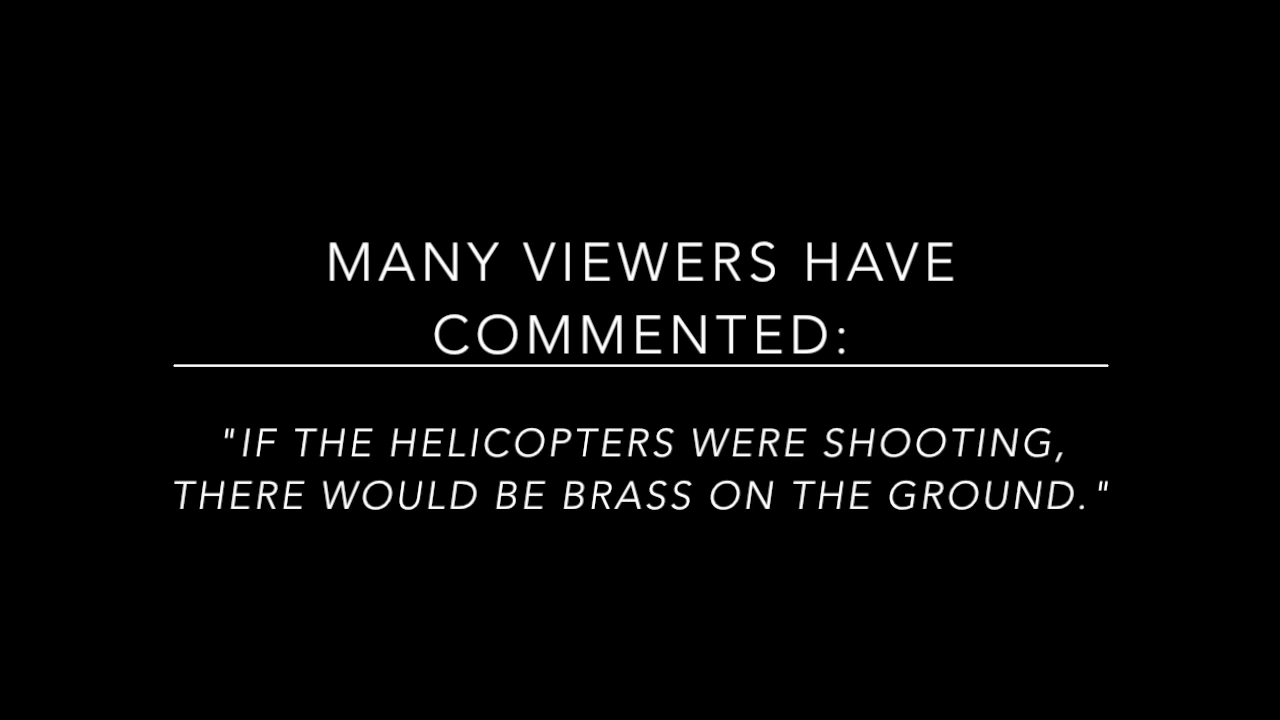 MANY VIEWERS HAVE
COMMENTED:
"IF THE HELICOPTERS WERE SHOOTING,
THERE WOULD BE BRASS ON THE GROUND."